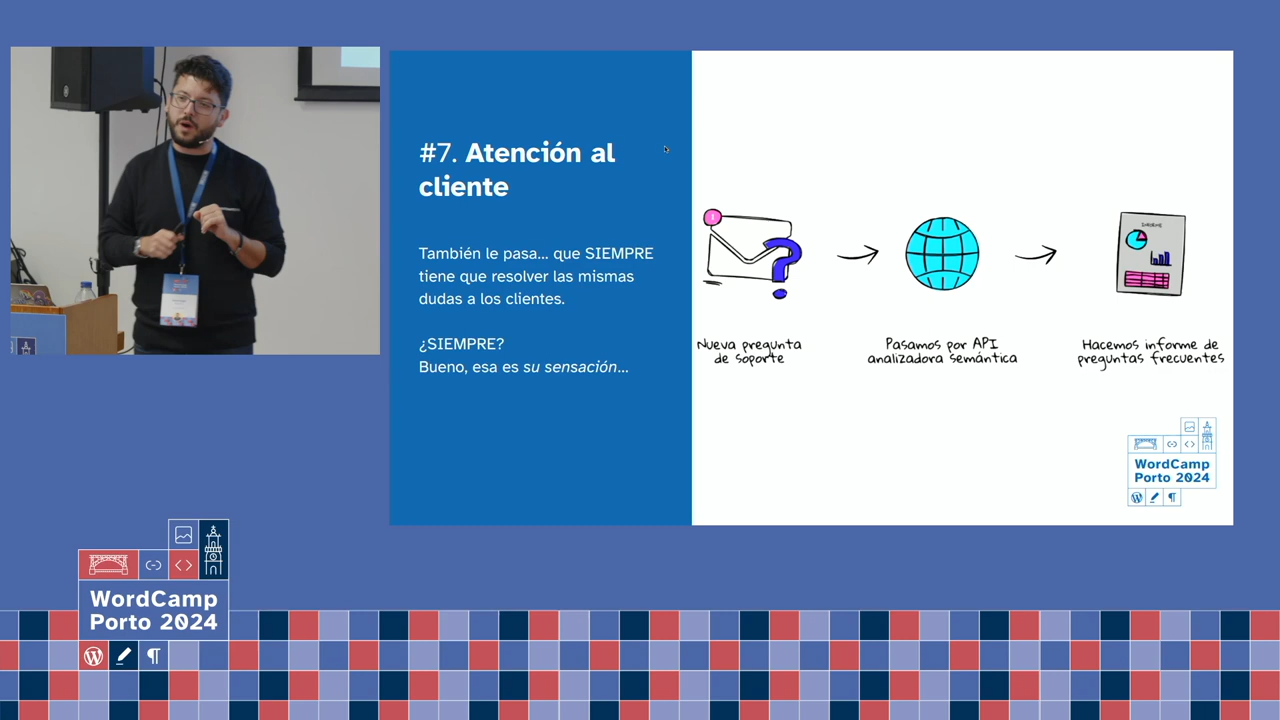 #7. Atención al
cliente
También le pasa... que SIEMPRE
tiene que resolver las mismas
dudas a los clientes.
¿SIEMPRE?
Bueno, esa es su sensación...
Nueva pregunta
de soporte
Pasamos por API
analizadora semántica
INFORME
Hacemos informe de
preguntas frecuentes
WordCamp
Porto 2024
WordCamp
Porto 2024